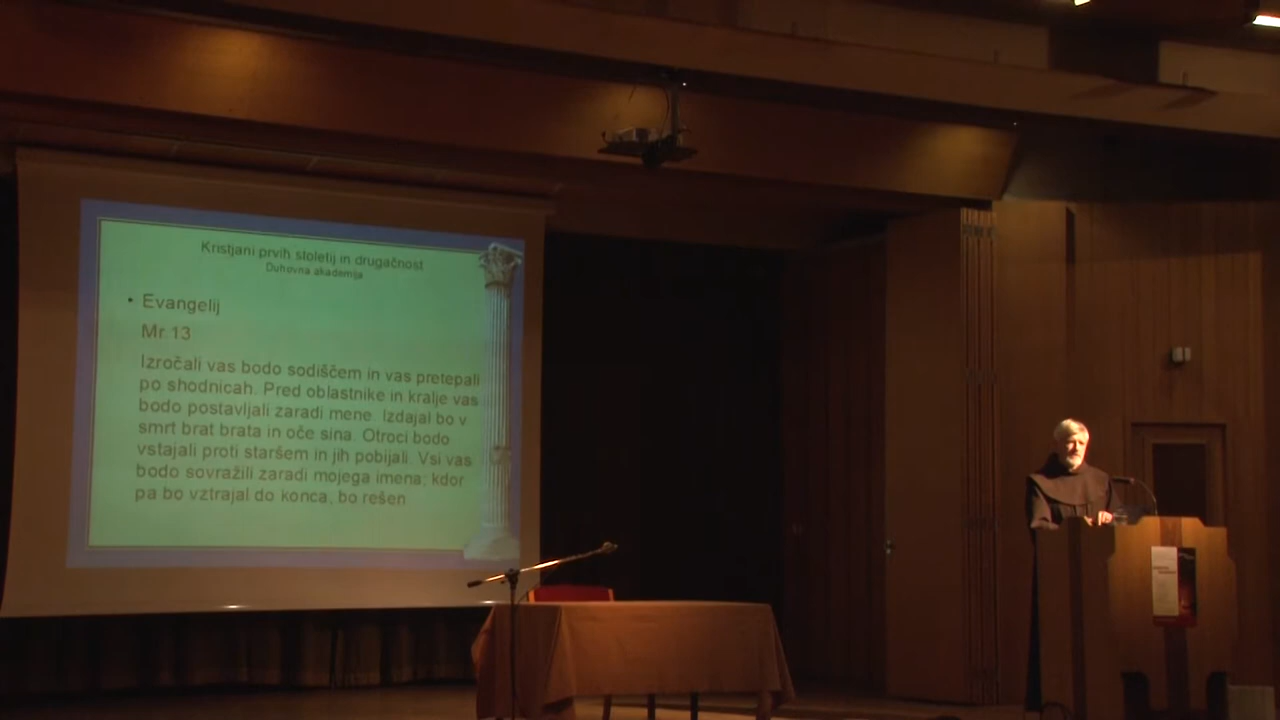 Kristjani prvih stoletij in drugačnost
Duhovna akademija
• Evangelij
Mr 13
Izročali vas bodo sodiščem in vas pretepali
po shodnicah. Pred oblastnike in kralje vas
bodo postavljali zaradi mene. Izdajal bo v
smrt brat brata in oče sina. Otroci bodo
vstajali proti staršem in jih pobijali. Vsi vas
bodo sovražili zaradi mojega imena; kdor
pa bo vztrajal do konca, bo rešen